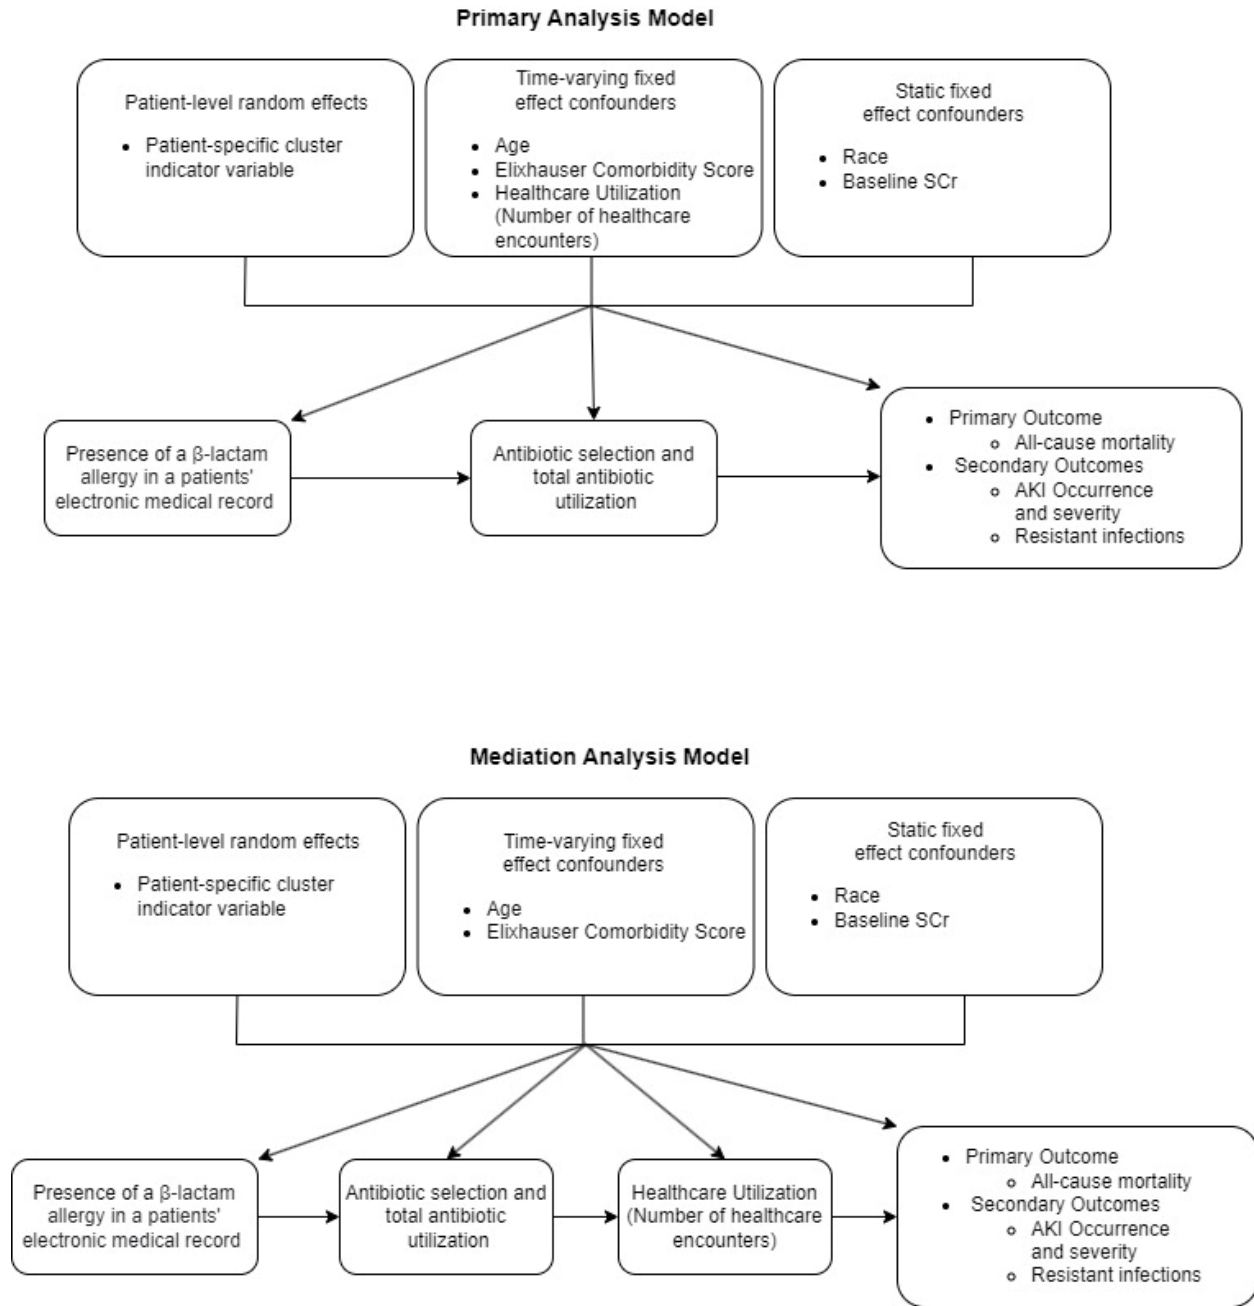 Primary Analysis Model
Patient-level random effects
• Patient-specific cluster
indicator variable
Time-varying fixed
effect confounders
• Age
• Elixhauser Comorbidity Score
• Healthcare Utilization
(Number of healthcare
encounters)
Static fixed
effect confounders
• Race
• Baseline SCr
Presence of a β-lactam
allergy in a patients'
electronic medical record
Antibiotic selection and
total antibiotic
utilization
• Primary Outcome
○ All-cause mortality
• Secondary Outcomes
○ AKI Occurrence
and severity
○ Resistant infections
Mediation Analysis Model
Patient-level random effects
• Patient-specific cluster
indicator variable
Time-varying fixed
effect confounders
• Age
• Elixhauser Comorbidity Score
Static fixed
effect confounders
• Race
• Baseline SCr
Presence of a β-lactam
allergy in a patients'
electronic medical record
Antibiotic selection and
total antibiotic
utilization
Healthcare Utilization
(Number of healthcare
encounters)
• Primary Outcome
○ All-cause mortality
• Secondary Outcomes
○ AKI Occurrence
and severity
○ Resistant infections